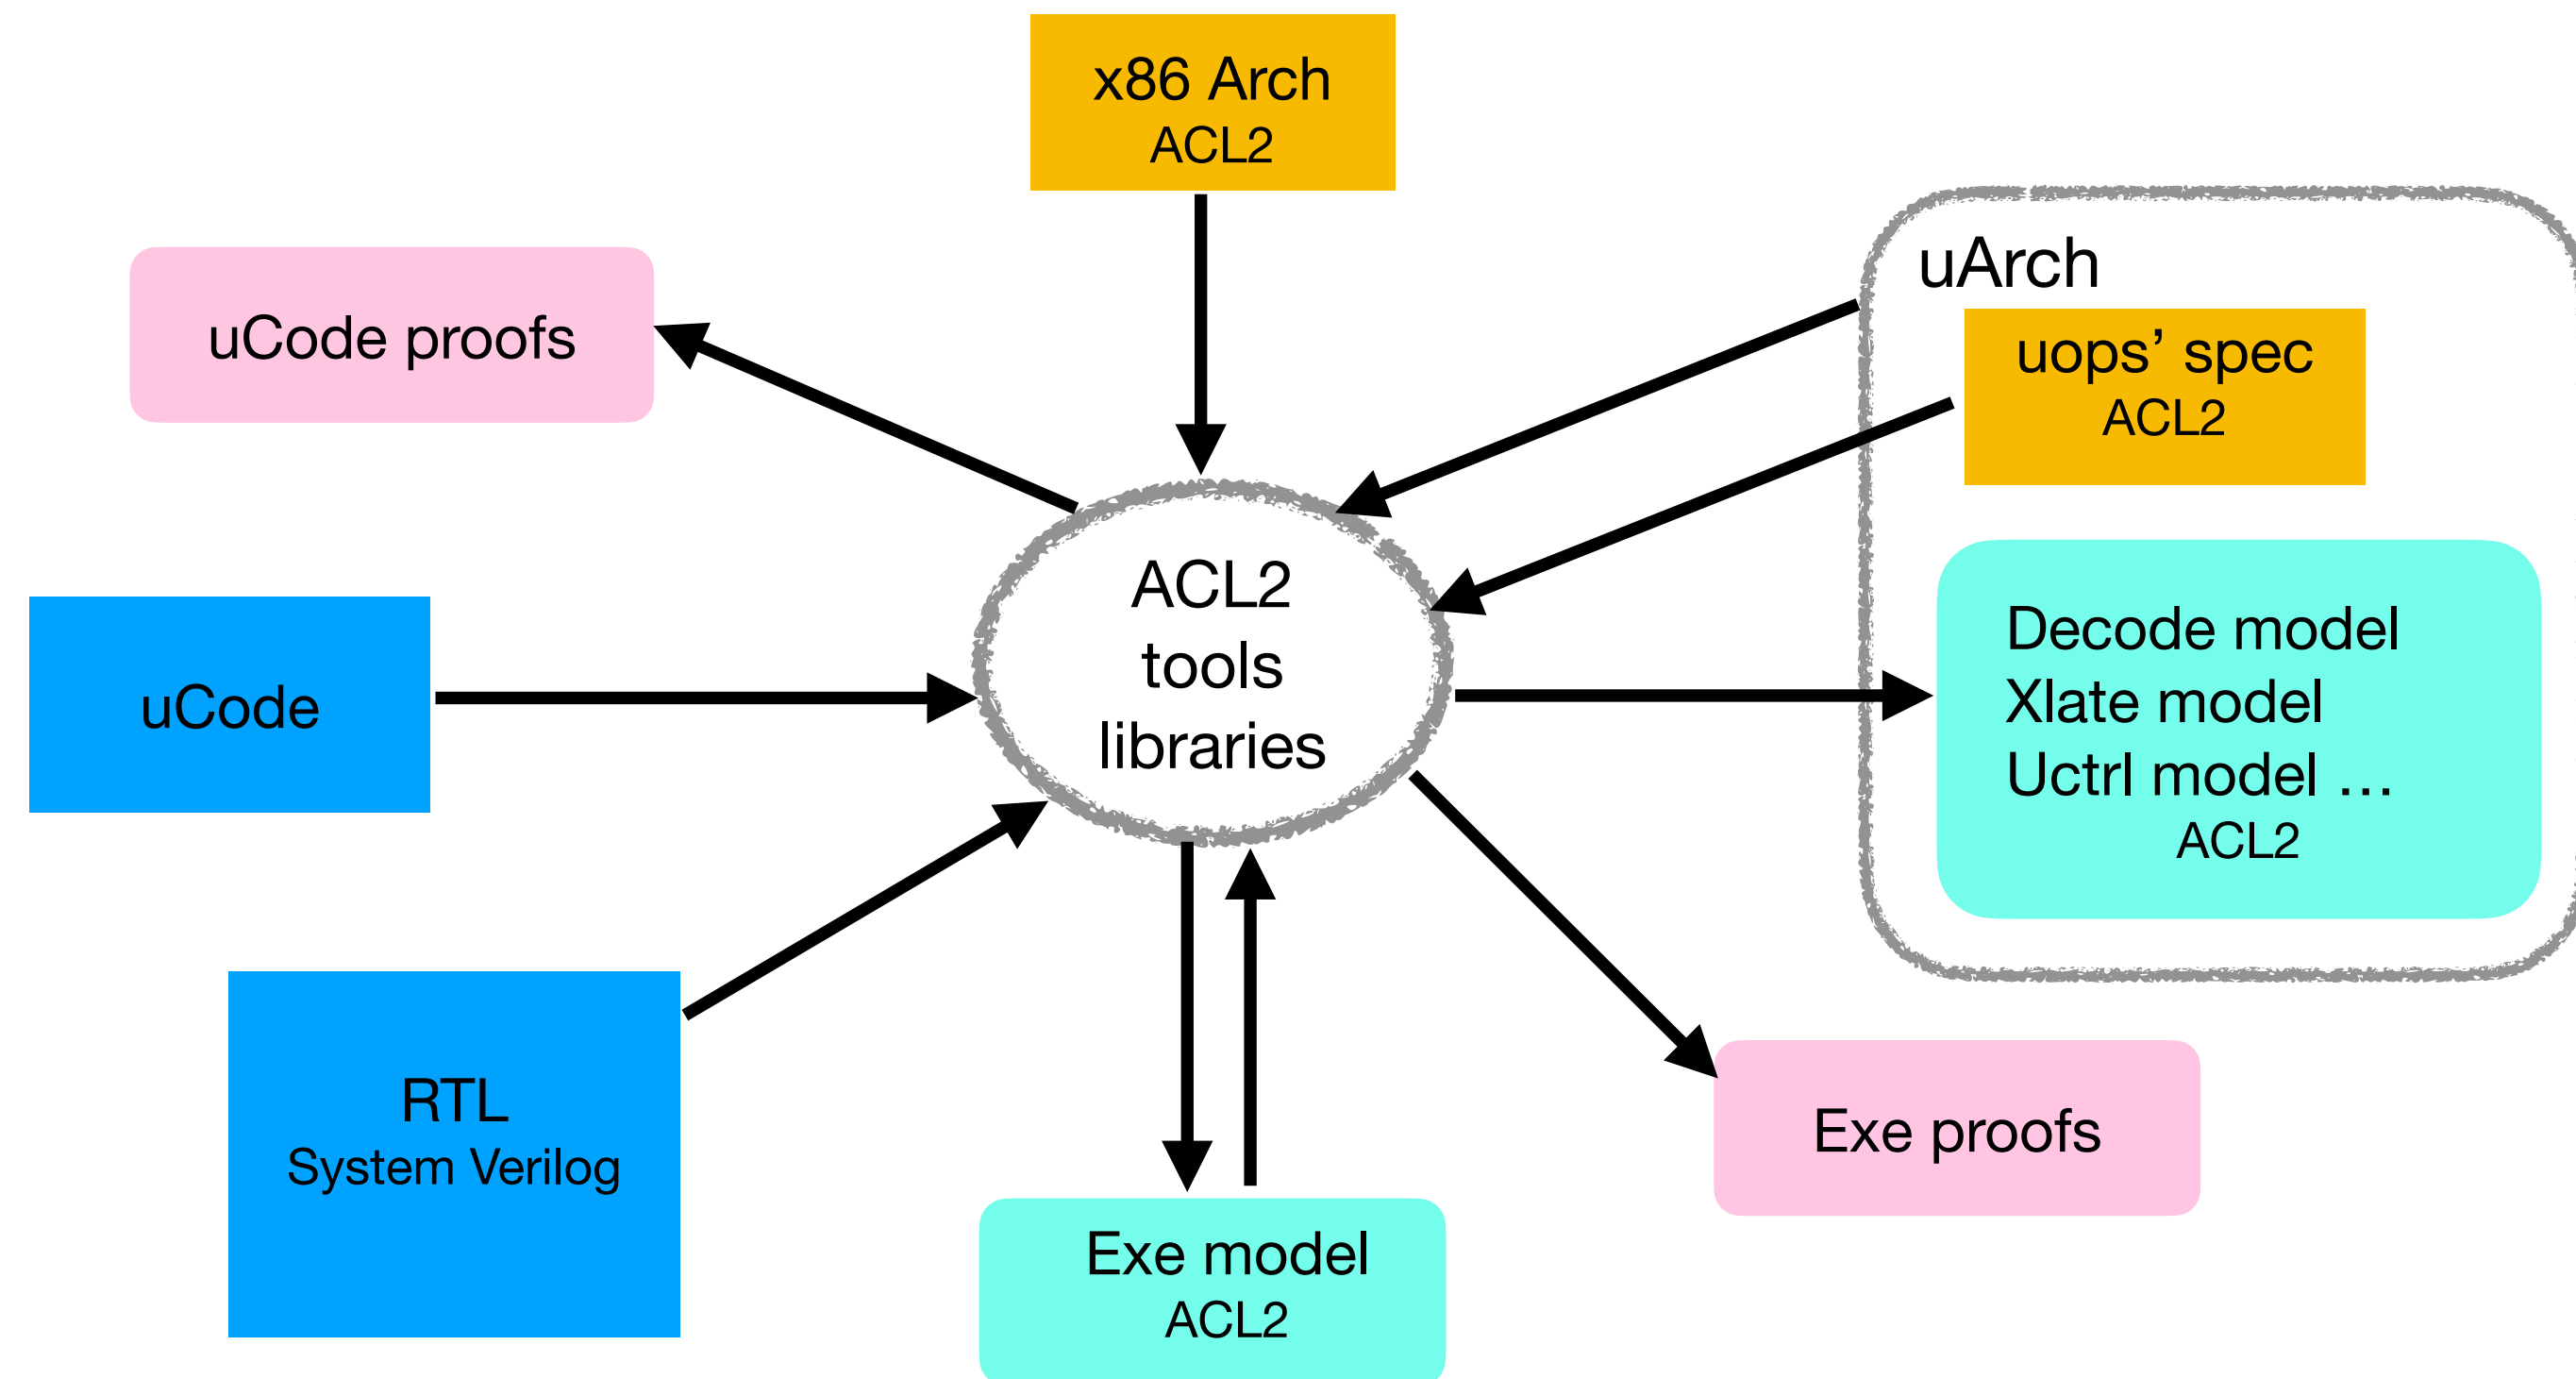 x86 Arch
ACL2
uArch
uCode proofs
uops’ spec
ACL2
ACL2
tools
libraries
Decode model
Xlate model
Uctrl model …
ACL2
uCode
RTL
System Verilog
Exe proofs
Exe model
ACL2